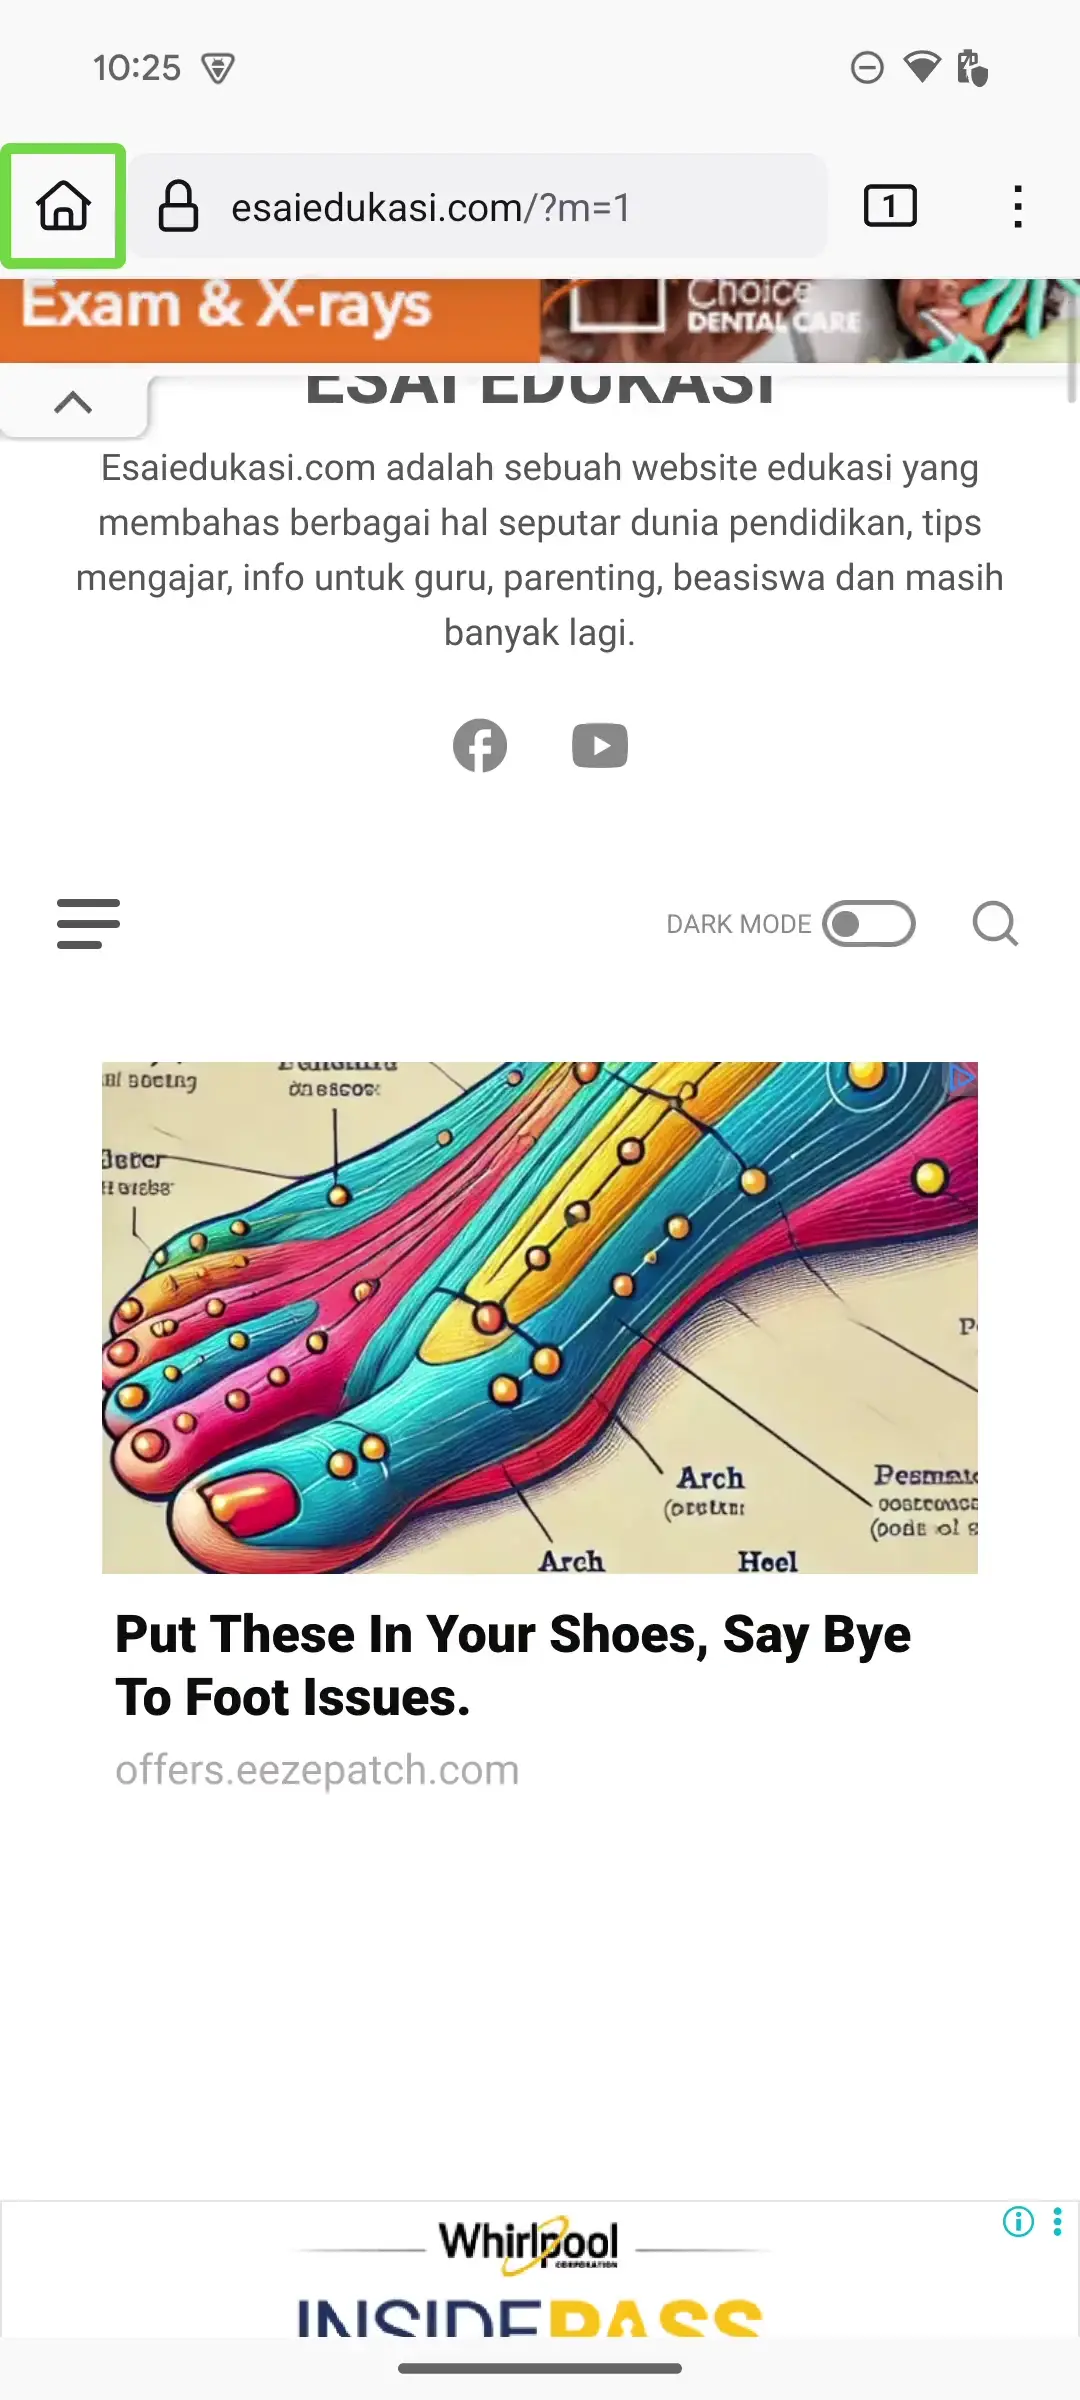 10:25
esaiedukasi.com/?m=1
1
Exam & X-rays
Choice
DENTAL CARE
ESAI EDUKASI
Esaiedukasi.com adalah sebuah website edukasi yang
membahas berbagai hal seputar dunia pendidikan, tips
mengajar, info untuk guru, parenting, beasiswa dan masih
banyak lagi.
DARK MODE
Arch
Arch
Hoel
Put These In Your Shoes, Say Bye
To Foot Issues.
offers.eezepatch.com
Whirlpool
CORPORATION
INSIDEPASS